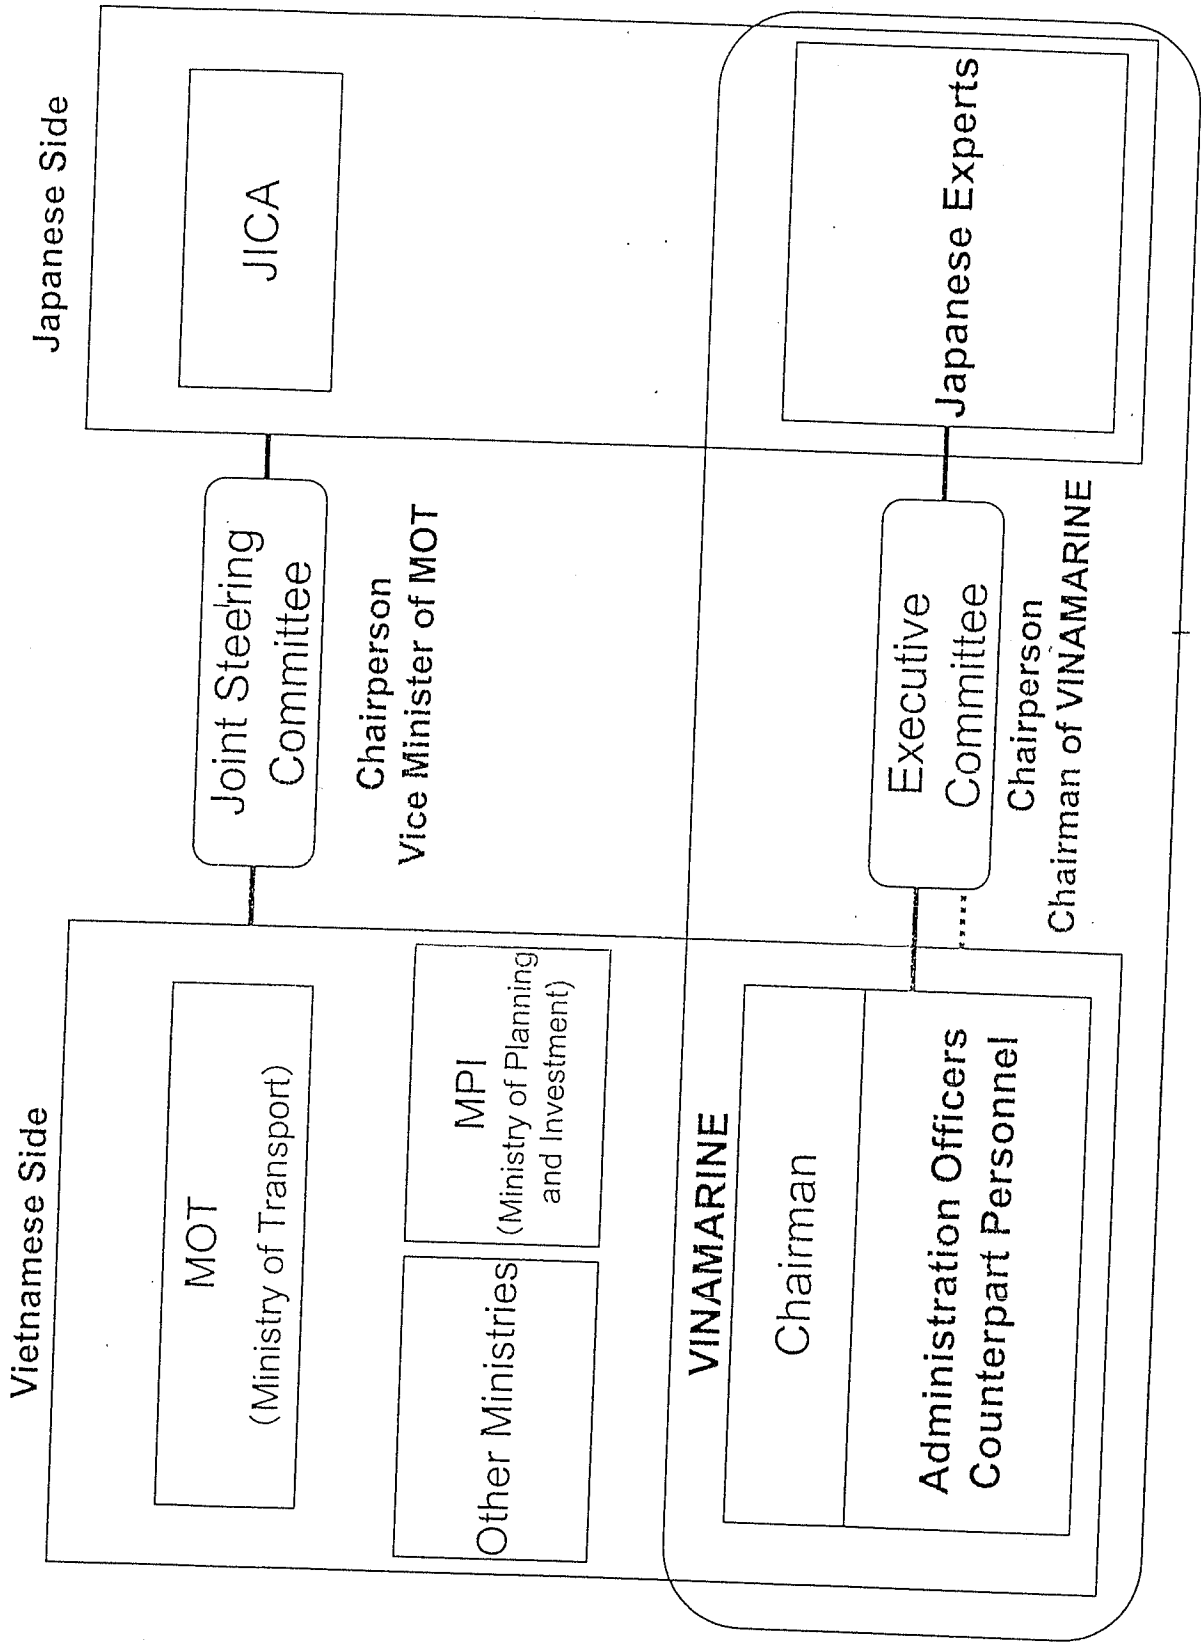 Vietnamese Side
Japanese Side
MOT
(Ministry of Transport)
Joint Steering
Committee
JICA
Chairperson
Vice Minister of MOT
Other Ministries
MPI
(Ministry of Planning
and Investment)
VINAMARINE
Chairman
Administration Officers
Counterpart Personnel
Executive
Committee
Chairperson
Chairman of VINAMARINE
Japanese Experts